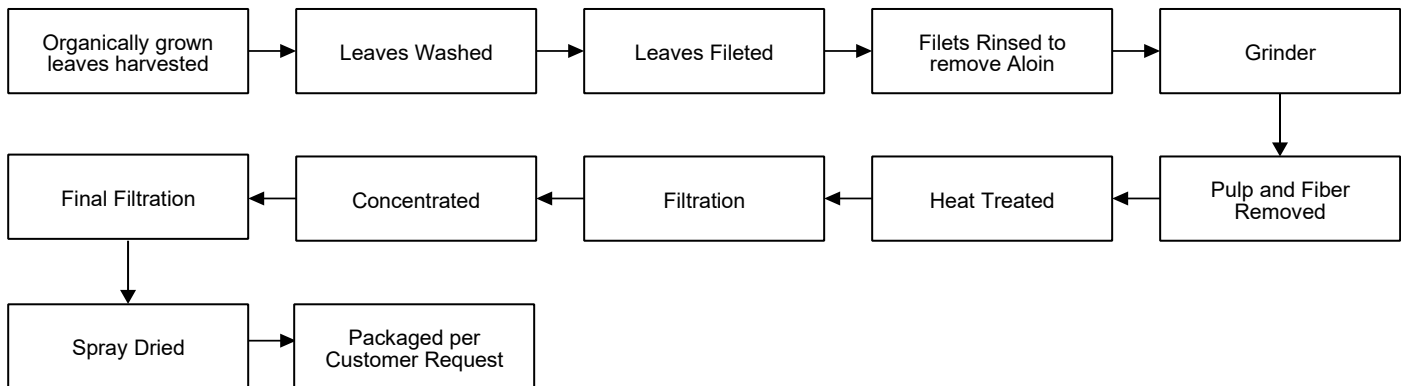 Organically grown
leaves harvested
Leaves Washed
Leaves Fileted
Filets Rinsed to
remove Aloin
Grinder
Pulp and Fiber
Removed
Heat Treated
Filtration
Concentrated
Final Filtration
Spray Dried
Packaged per
Customer Request